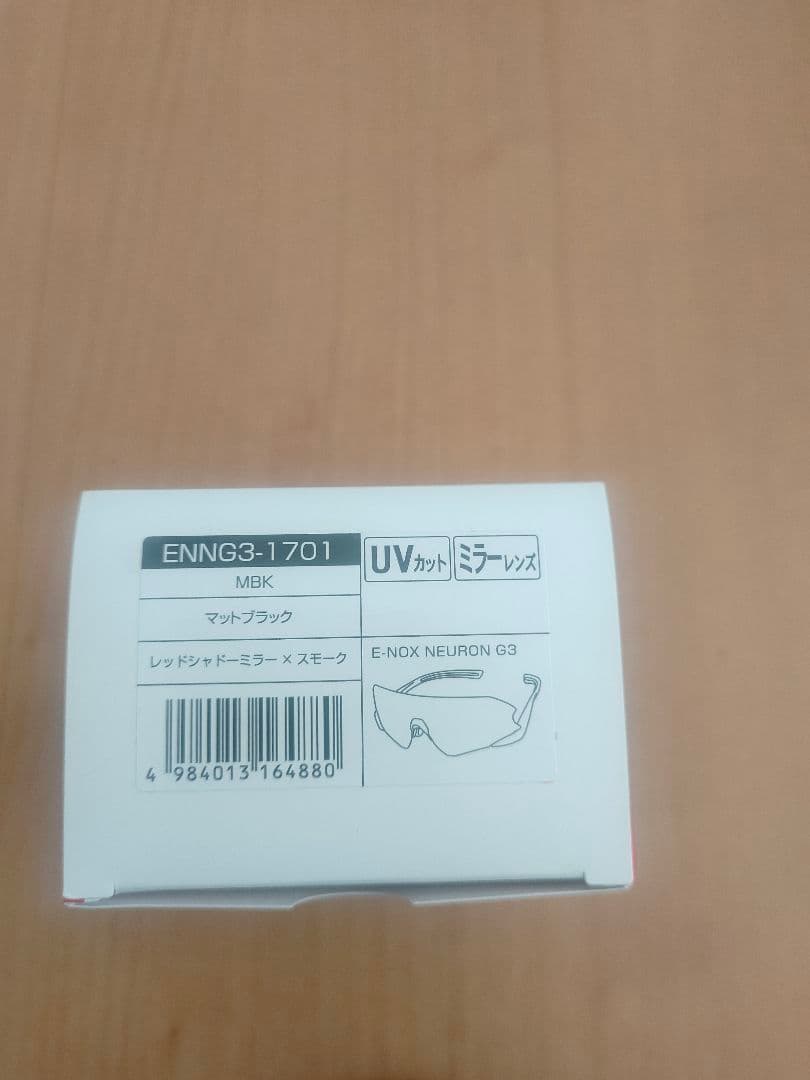 ENNG3-1701
MBK
マットブラック
レッドシャドーミラー × スモーク
4 984013 164880
UVカット
ミラーレンズ
E-NOX NEURON G3